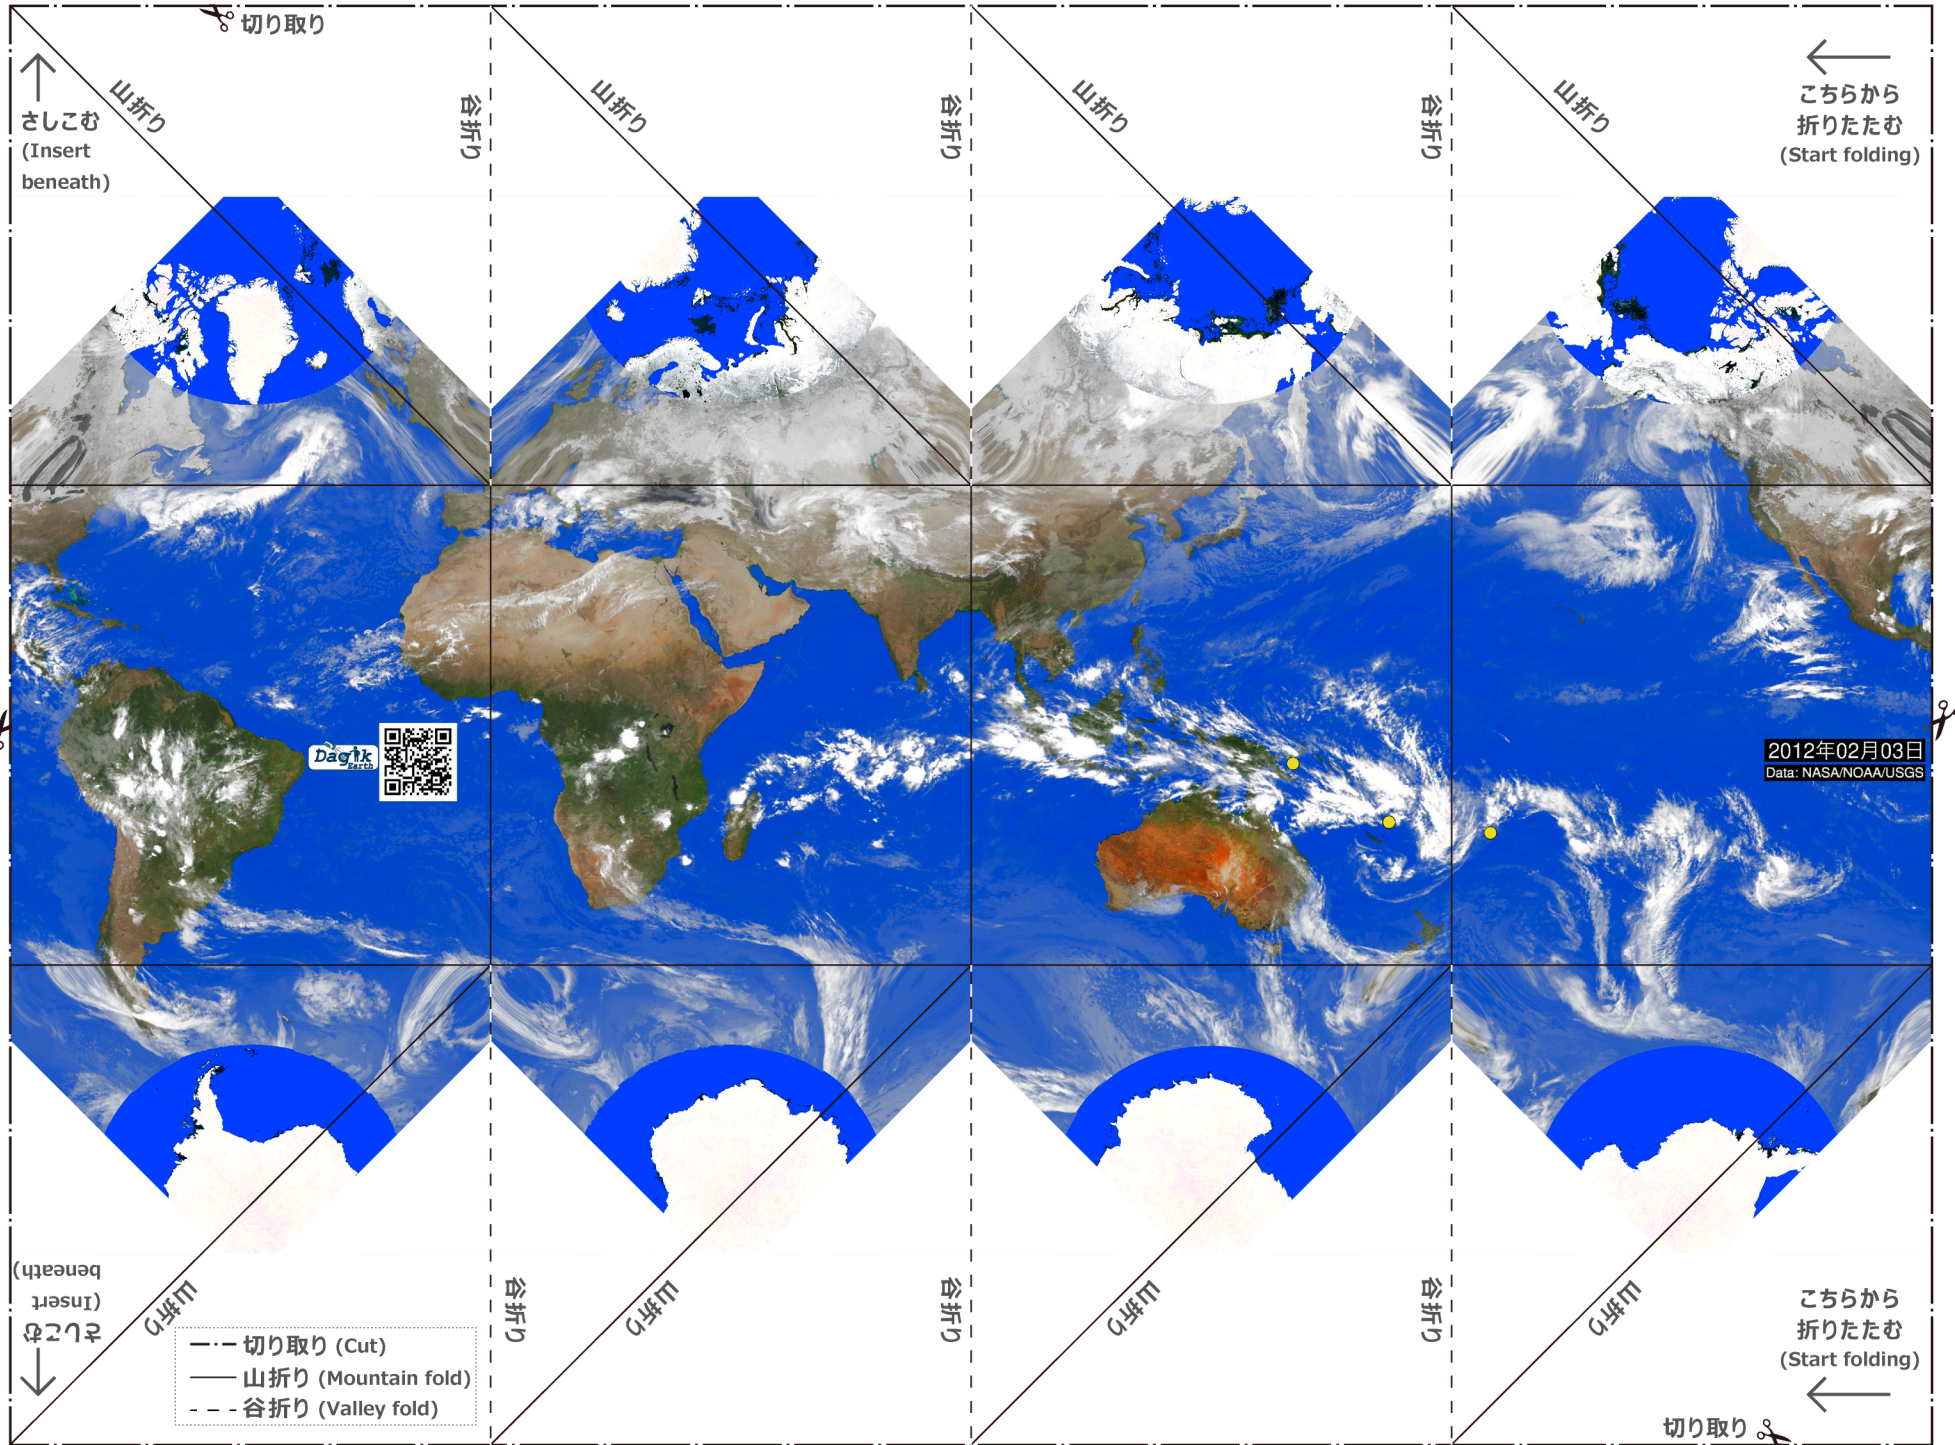 切り取り
さしこむ
(Insert
beneath)
山折り
谷折り
山折り
谷折り
山折り
谷折り
山折り
こちらから
折りたたむ
(Start folding)
Dagik
Earth
2012年02月03日
Data: NASA/NOAA/USGS
さしこむ
(Insert
beneath)
山折り
谷折り
山折り
谷折り
山折り
谷折り
山折り
こちらから
折りたたむ
(Start folding)
切り取り (Cut)
山折り (Mountain fold)
谷折り (Valley fold)
切り取り